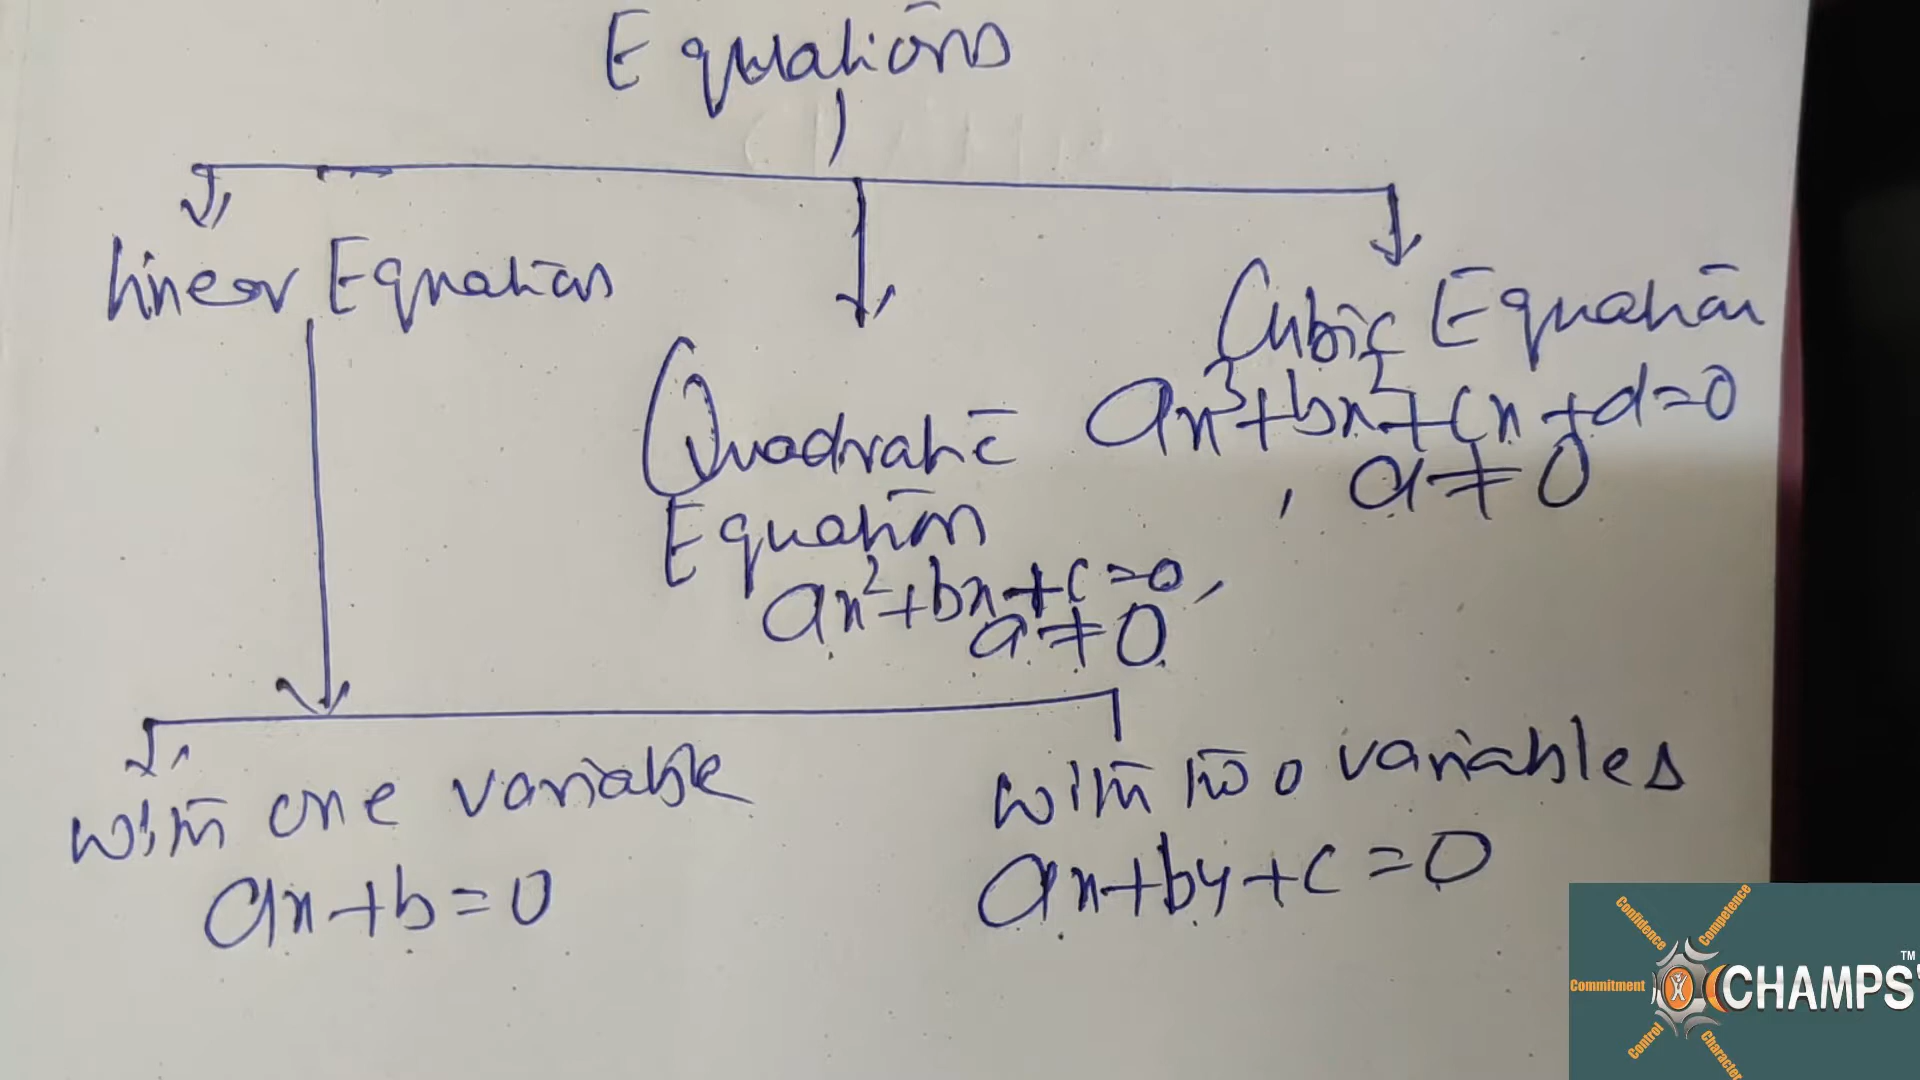 Equations
Linear Equation
Cubic Equation
ax³+bx²+cx+d=0
, a≠0
Quadratic
Equation
ax²+bx+c=0,
a≠0
with one variable
ax+b=0
with two variables
ax+by+c=0
Confidence
Competence
Commitment
CHAMPS
TM
Control
Character